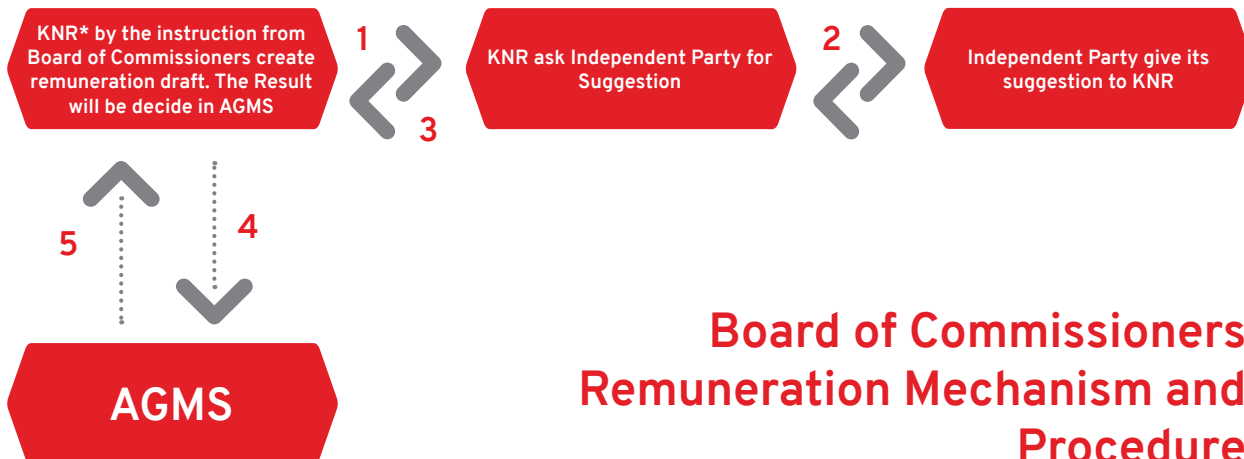 KNR* by the instruction from
Board of Commissioners create
remuneration draft. The Result
will be decide in AGMS
1
3
KNR ask Independent Party for
Suggestion
2
Independent Party give its
suggestion to KNR
5
4
AGMS
Board of Commissioners
Remuneration Mechanism and
Procedure